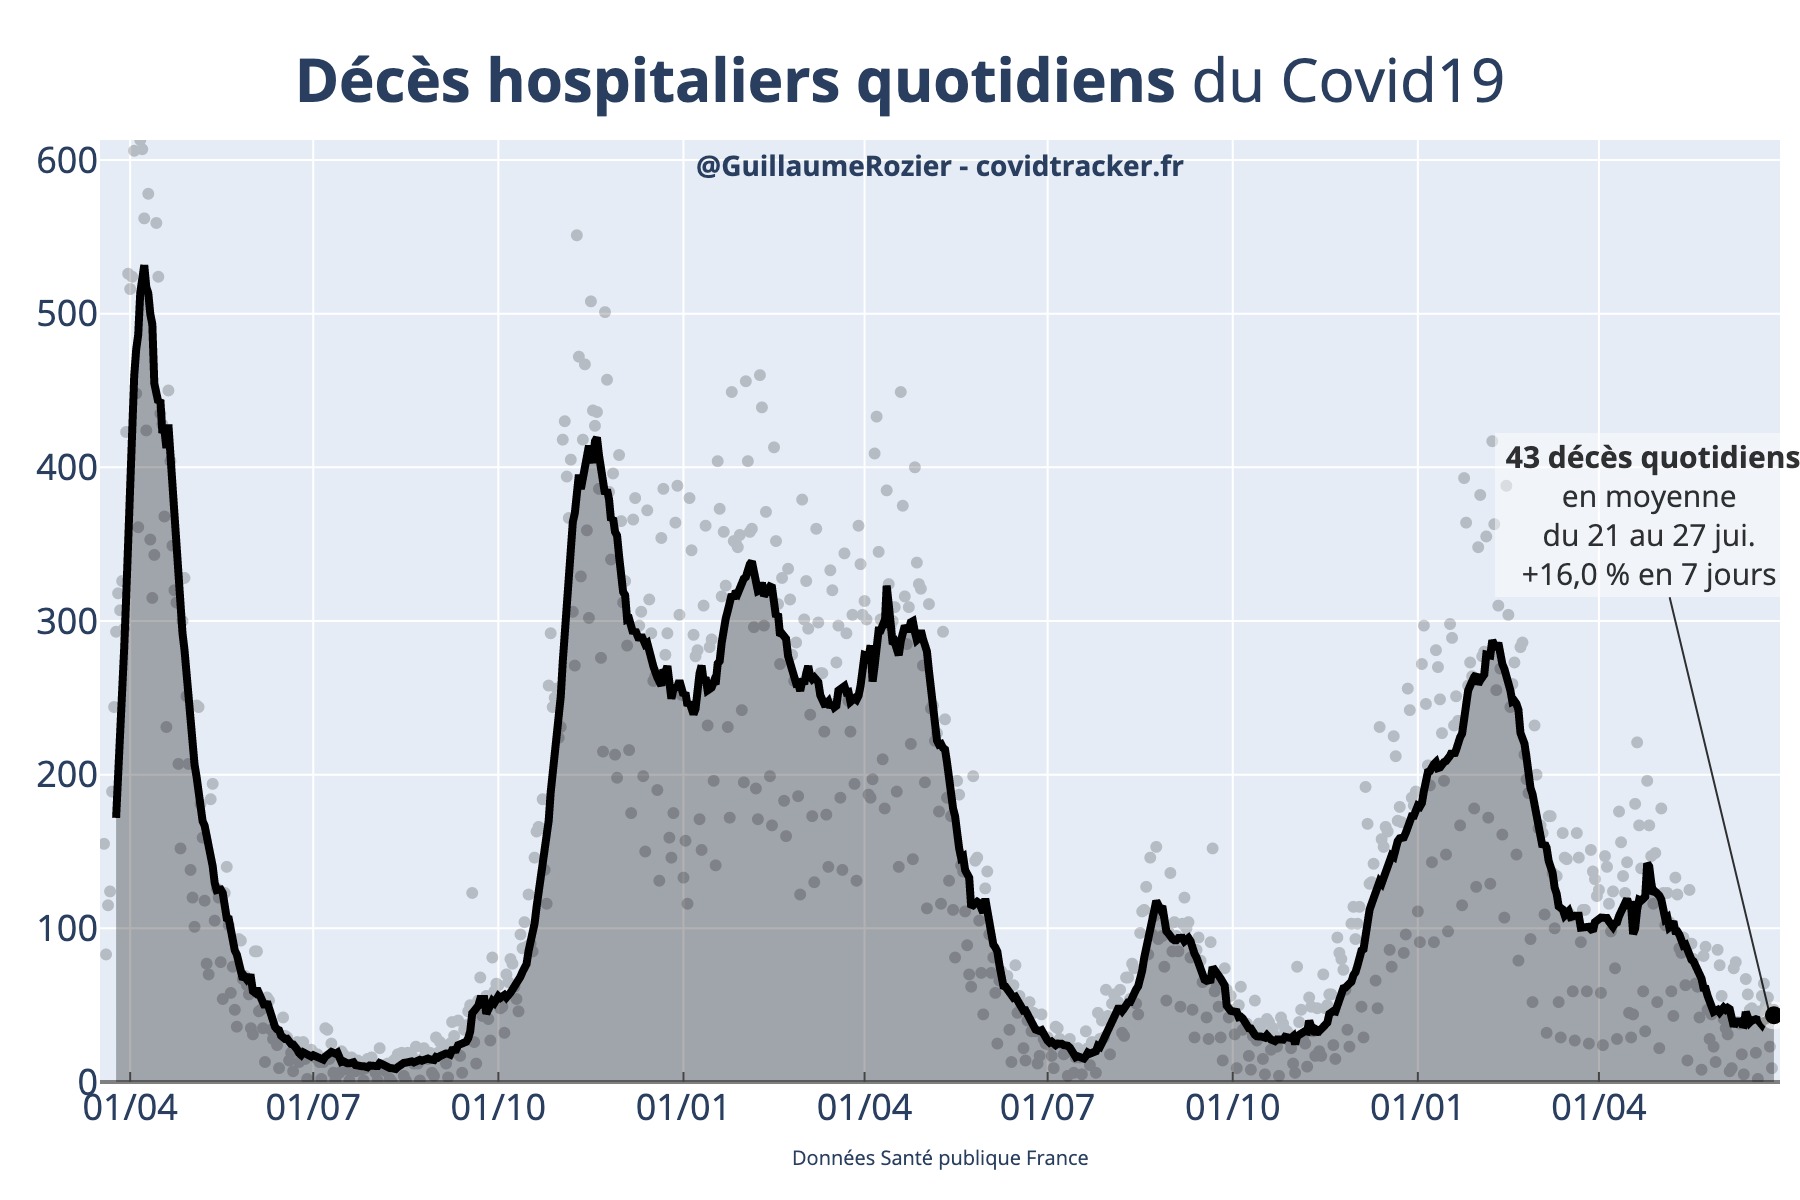 Décès hospitaliers quotidiens du Covid19
@GuillaumeRozier - covidtracker.fr
600
500
400
300
200
100
0
43 décès quotidiens
en moyenne
du 21 au 27 jui.
+16,0 % en 7 jours
01/04 01/07 01/10 01/01 01/04 01/07 01/10 01/01 01/04
Données Santé publique France